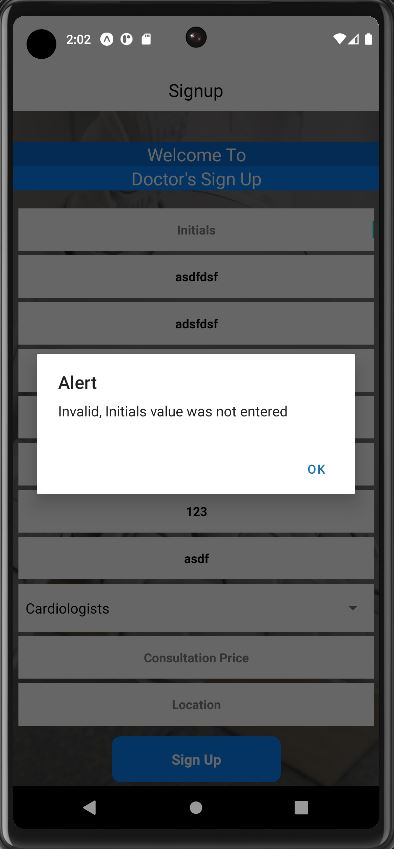 2:02
Signup
Welcome To
Doctor's Sign Up
Initials
asdfdsf
adsfdsf
Alert
Invalid, Initials value was not entered
OK
123
asdf
Cardiologists
Consultation Price
Location
Sign Up